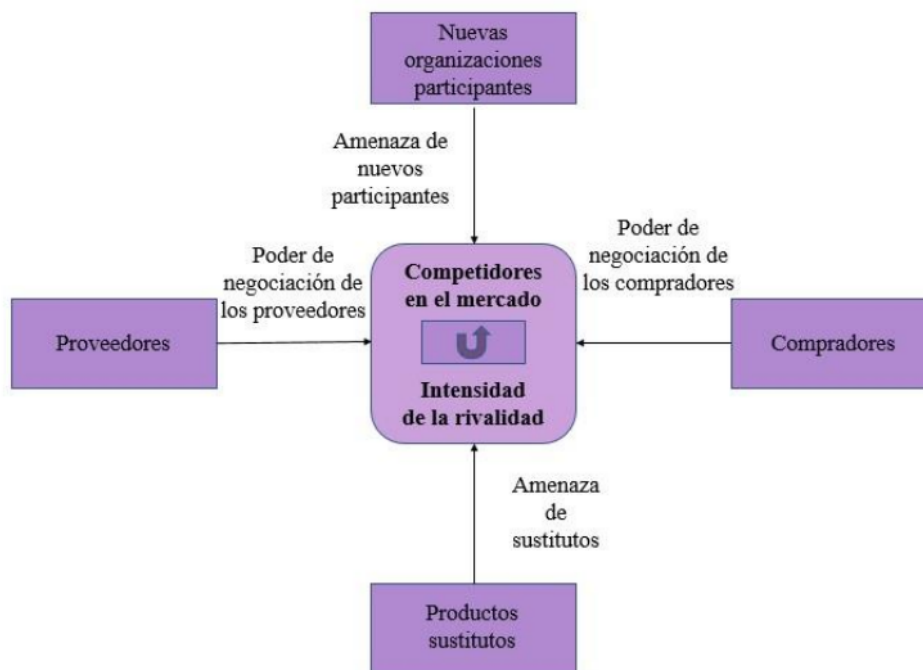 Nuevas
organizaciones
participantes
Amenaza de
nuevos
participantes
Poder de
negociación de
los proveedores
Competidores
en el mercado
Poder de
negociación de
los compradores
Proveedores
Intensidad
de la rivalidad
Compradores
Amenaza
de
sustitutos
Productos
sustitutos